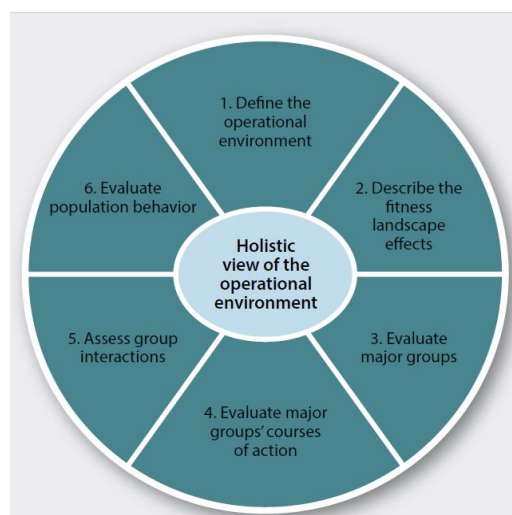 1. Define the
operational
environment
2. Describe the
fitness
landscape
effects
3. Evaluate
major groups
4. Evaluate major
groups' courses
of action
5. Assess group
interactions
6. Evaluate
population behavior
Holistic
view of the
operational
environment